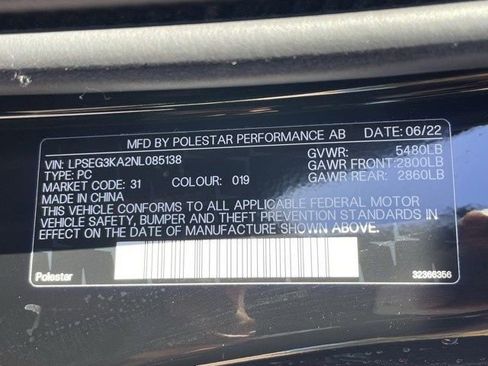 MFD BY POLESTAR PERFORMANCE AB DATE: 06/22
VIN: LPSEG3KA2NL085138 GVWR: 5480LB
TYPE: PC GAWR FRONT:2800LB
MARKET CODE: 31 COLOUR: 019 GAWR REAR: 2860LB
MADE IN CHINA
THIS VEHICLE CONFORMS TO ALL APPLICABLE FEDERAL MOTOR
VEHICLE SAFETY, BUMPER AND THEFT PREVENTION STANDARDS IN
EFFECT ON THE DATE OF MANUFACTURE SHOWN ABOVE.
Polestar 32366356